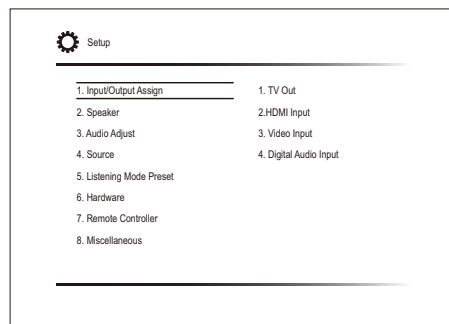 Setup
1. Input/Output Assign
2. Speaker
3. Audio Adjust
4. Source
5. Listening Mode Preset
6. Hardware
7. Remote Controller
8. Miscellaneous
1. TV Out
2.HDMI Input
3. Video Input
4. Digital Audio Input